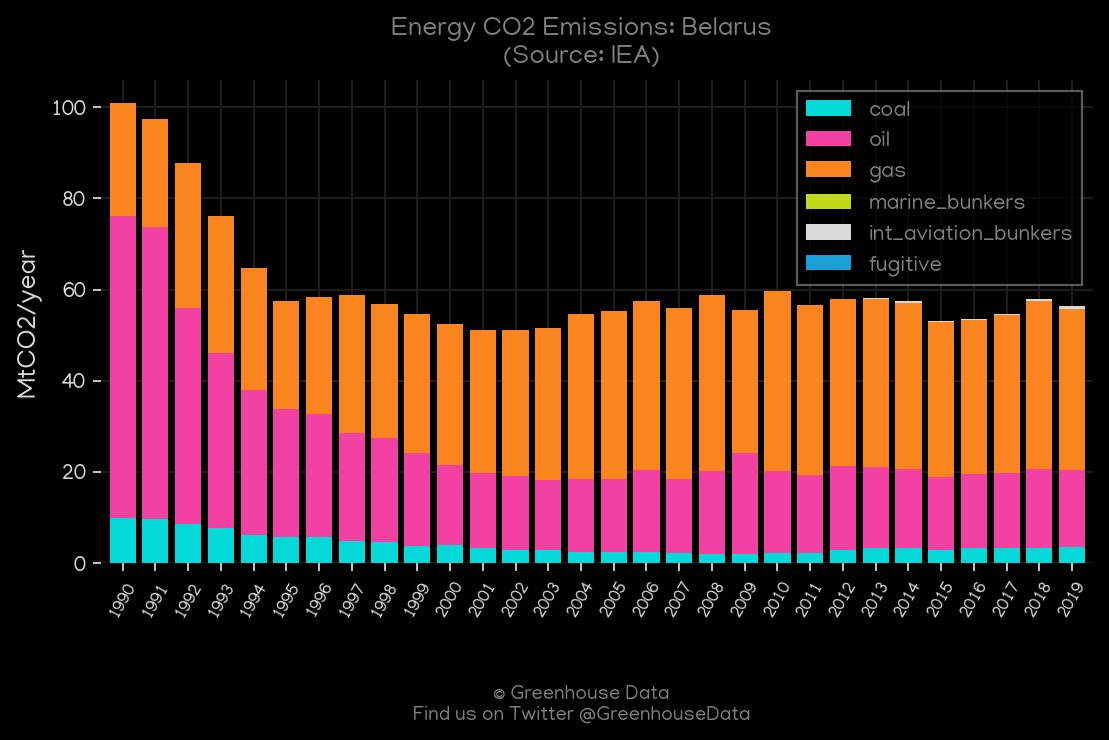 Energy CO2 Emissions: Belarus
(Source: IEA)
MtCO2/year
100
80
60
40
20
0
coal
oil
gas
marine_bunkers
int_aviation_bunkers
fugitive
1990 1991 1992 1993 1994 1995 1996 1997 1998 1999 2000 2001 2002 2003 2004 2005 2006 2007 2008 2009 2010 2011 2012 2013 2014 2015 2016 2017 2018 2019
© Greenhouse Data
Find us on Twitter @GreenhouseData